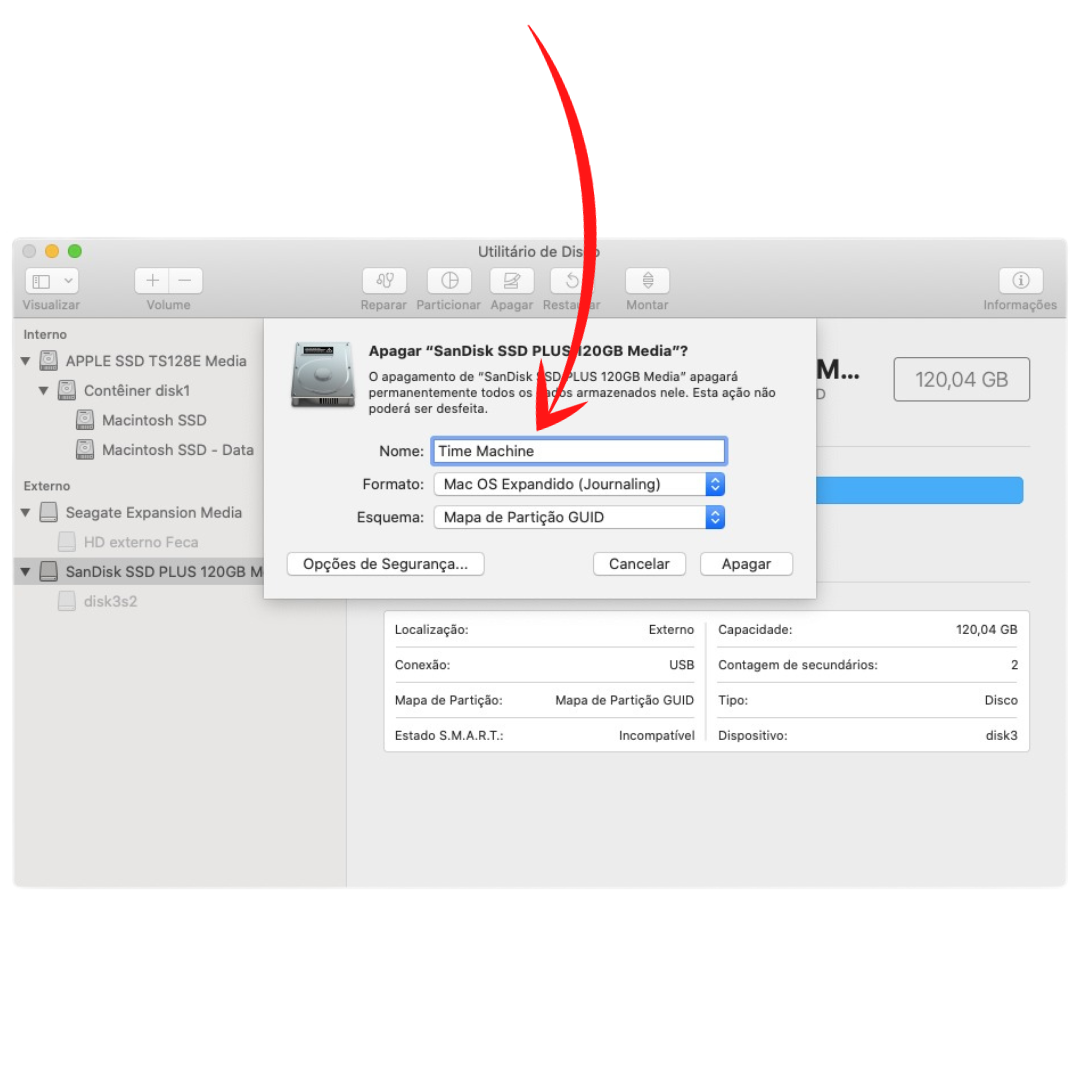 Utilitário de Disco
Visualizar
Volume
Reparar
Particionar
Apagar
Restaurar
Montar
Informações
Interno
APPLE SSD TS128E Media
Contêiner disk1
Macintosh SSD
Macintosh SSD - Data
Externo
Seagate Expansion Media
HD externo Feca
SanDisk SSD PLUS 120GB M
disk3s2
Apagar “SanDisk SSD PLUS 120GB Media”?
O apagamento de “SanDisk SSD PLUS 120GB Media” apagará
permanentemente todos os dados armazenados nele. Esta ação não
poderá ser desfeita.
Nome: Time Machine
Formato: Mac OS Expandido (Journaling)
Esquema: Mapa de Partição GUID
Opções de Segurança...
Cancelar
Apagar
M...
D
120,04 GB
Localização: Externo
Capacidade: 120,04 GB
Conexão: USB
Contagem de secundários: 2
Mapa de Partição: Mapa de Partição GUID
Tipo: Disco
Estado S.M.A.R.T.: Incompatível
Dispositivo: disk3